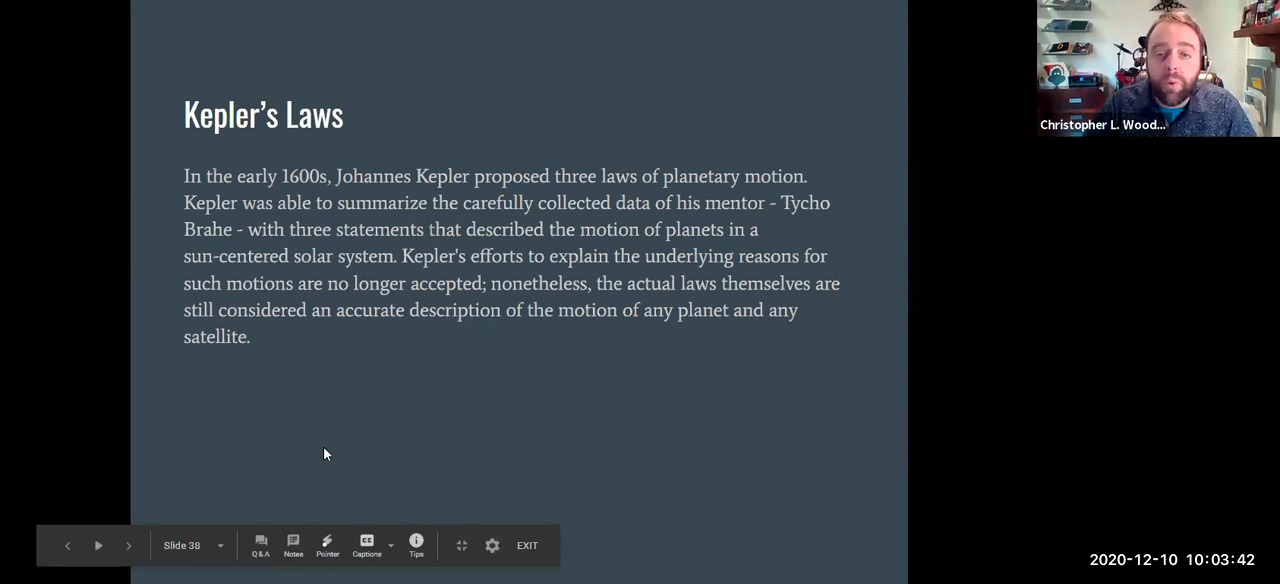 Kepler's Laws
In the early 1600s, Johannes Kepler proposed three laws of planetary motion.
Kepler was able to summarize the carefully collected data of his mentor - Tycho
Brahe - with three statements that described the motion of planets in a
sun-centered solar system. Kepler's efforts to explain the underlying reasons for
such motions are no longer accepted; nonetheless, the actual laws themselves are
still considered an accurate description of the motion of any planet and any
satellite.
Christopher L. Wood...
Slide 38
Q & A
Notes
Pointer
Captions
Tips
EXIT
2020-12-10 10:03:42